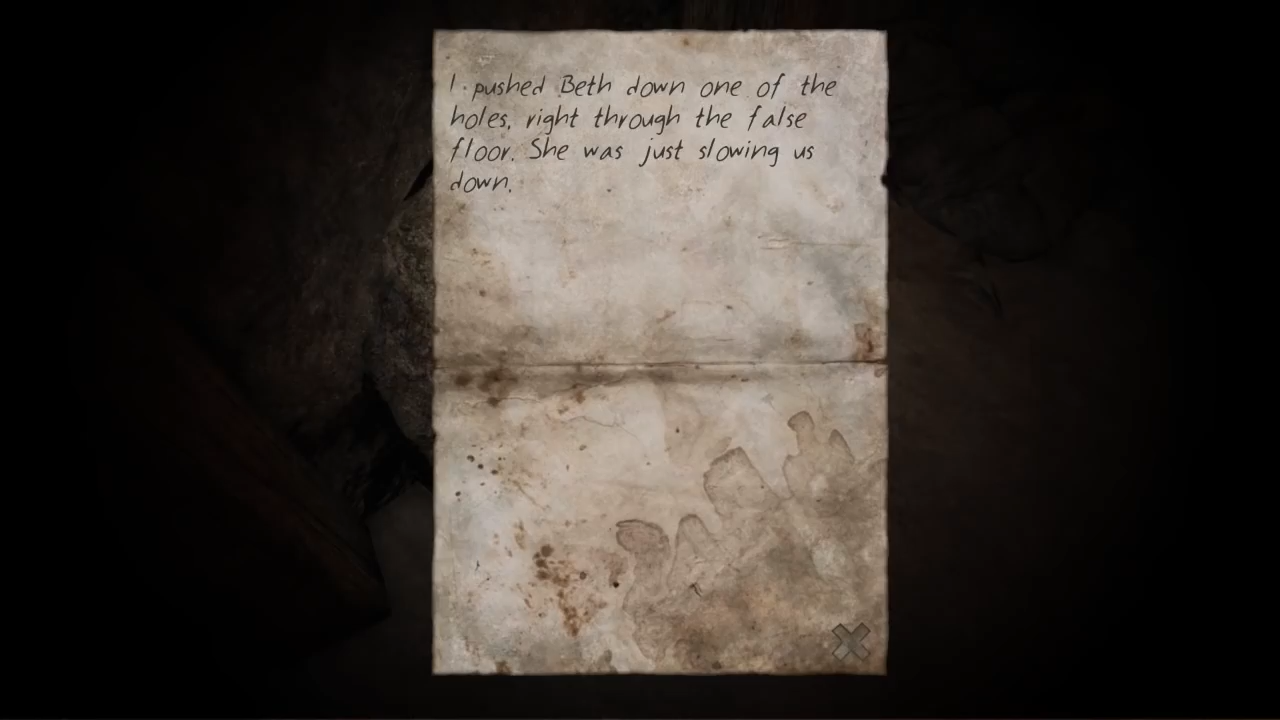 I pushed Beth down one of the
holes, right through the false
floor. She was just slowing us
down.